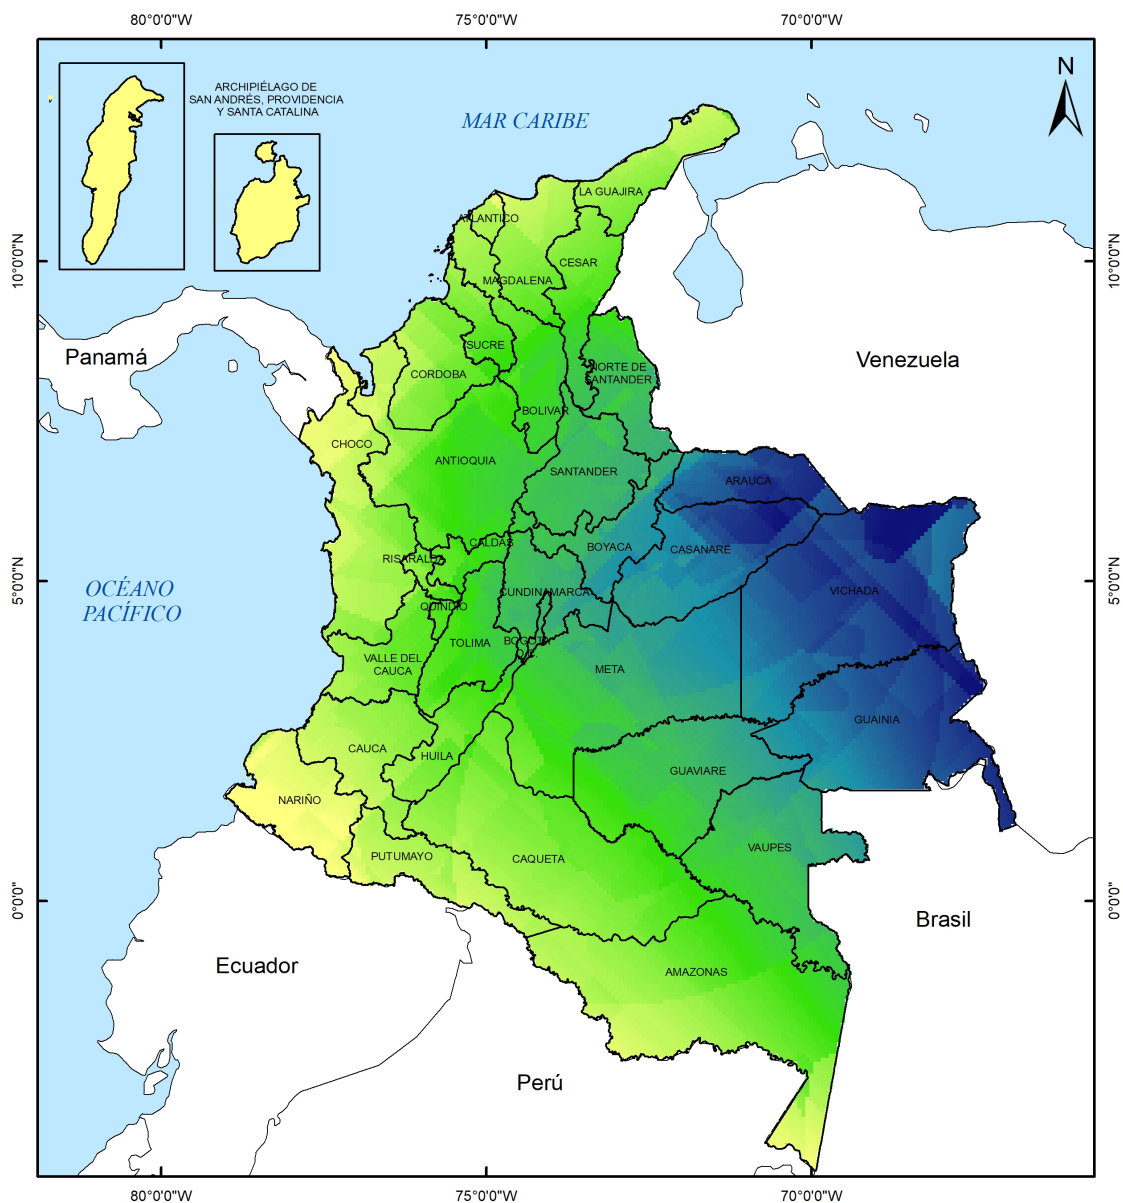 80°0'0"W 75°0'0"W 70°0'0"W
N
ARCHIPIÉLAGO DE
SAN ANDRÉS, PROVIDENCIA
Y SANTA CATALINA
MAR CARIBE
LA GUAJIRA
ATLANTICO
10°0'0"N 10°0'0"N
CESAR
MAGDALENA
SUCRE
Panamá
Venezuela
CORDOBA
NORTE DE
SANTANDER
BOLIVAR
CHOCO
ANTIOQUIA
SANTANDER
ARAUCA
CALDAS
BOYACA
CASANARE
RISARALDA
5°0'0"N 5°0'0"N
OCÉANO
PACÍFICO
CUNDINAMARCA
VICHADA
QUINDIO
TOLIMA
BOGOTA
D.C.
VALLE DEL
CAUCA
META
GUAINIA
CAUCA
HUILA
GUAVIARE
NARIÑO
VAUPES
PUTUMAYO
CAQUETA
0°0'0" 0°0'0"
Brasil
Ecuador
AMAZONAS
Perú
80°0'0"W 75°0'0"W 70°0'0"W